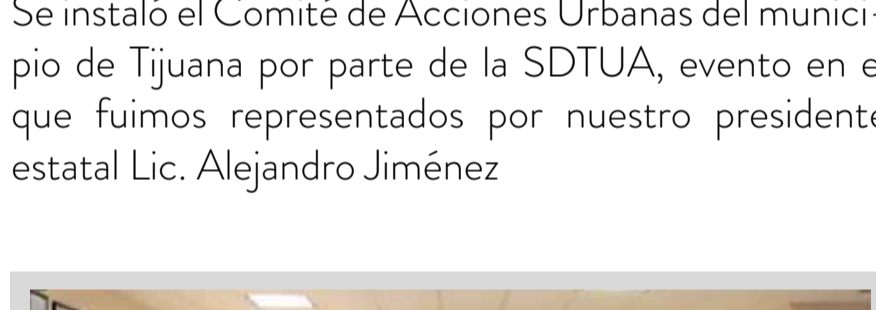 Se instaló el Comité de Acciones Urbanas del munici-
pio de Tijuana por parte de la SDTUA, evento en e
que fuimos representados por nuestro presidente
estatal Lic. Alejandro Jiménez